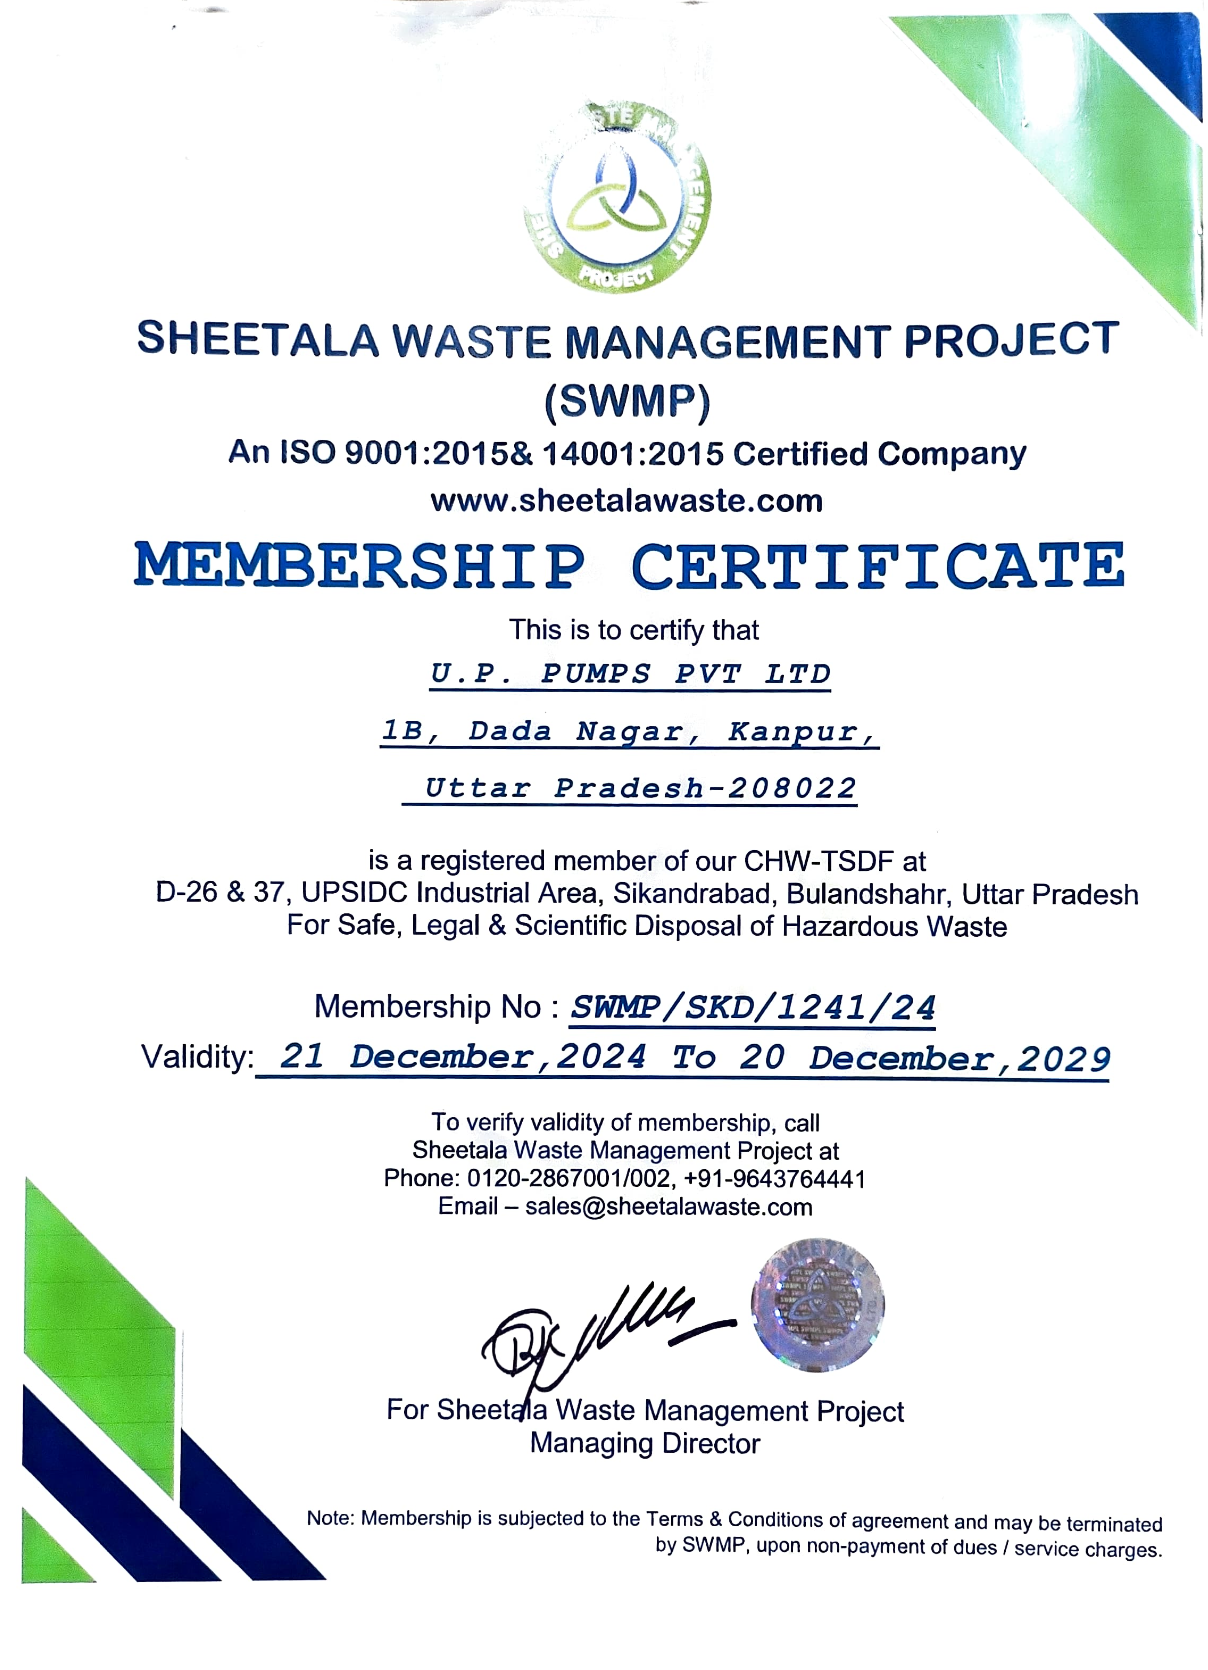 WASTE MANAGEMENT
PROJECT
SHEETALA WASTE MANAGEMENT PROJECT
(SWMP)
An ISO 9001:2015& 14001:2015 Certified Company
www.sheetalawaste.com
MEMBERSHIP CERTIFICATE
This is to certify that
U.P. PUMPS PVT LTD
1B, Dada Nagar, Kanpur,
Uttar Pradesh-208022
is a registered member of our CHW-TSDF at
D-26 & 37, UPSIDC Industrial Area, Sikandrabad, Bulandshahr, Uttar Pradesh
For Safe, Legal & Scientific Disposal of Hazardous Waste
Membership No : SWMP/SKD/1241/24
Validity: 21 December,2024 To 20 December,2029
To verify validity of membership, call
Sheetala Waste Management Project at
Phone: 0120-2867001/002, +91-9643764441
Email – sales@sheetalawaste.com
SHEETALA
For Sheetala Waste Management Project
Managing Director
Note: Membership is subjected to the Terms & Conditions of agreement and may be terminated
by SWMP, upon non-payment of dues / service charges.